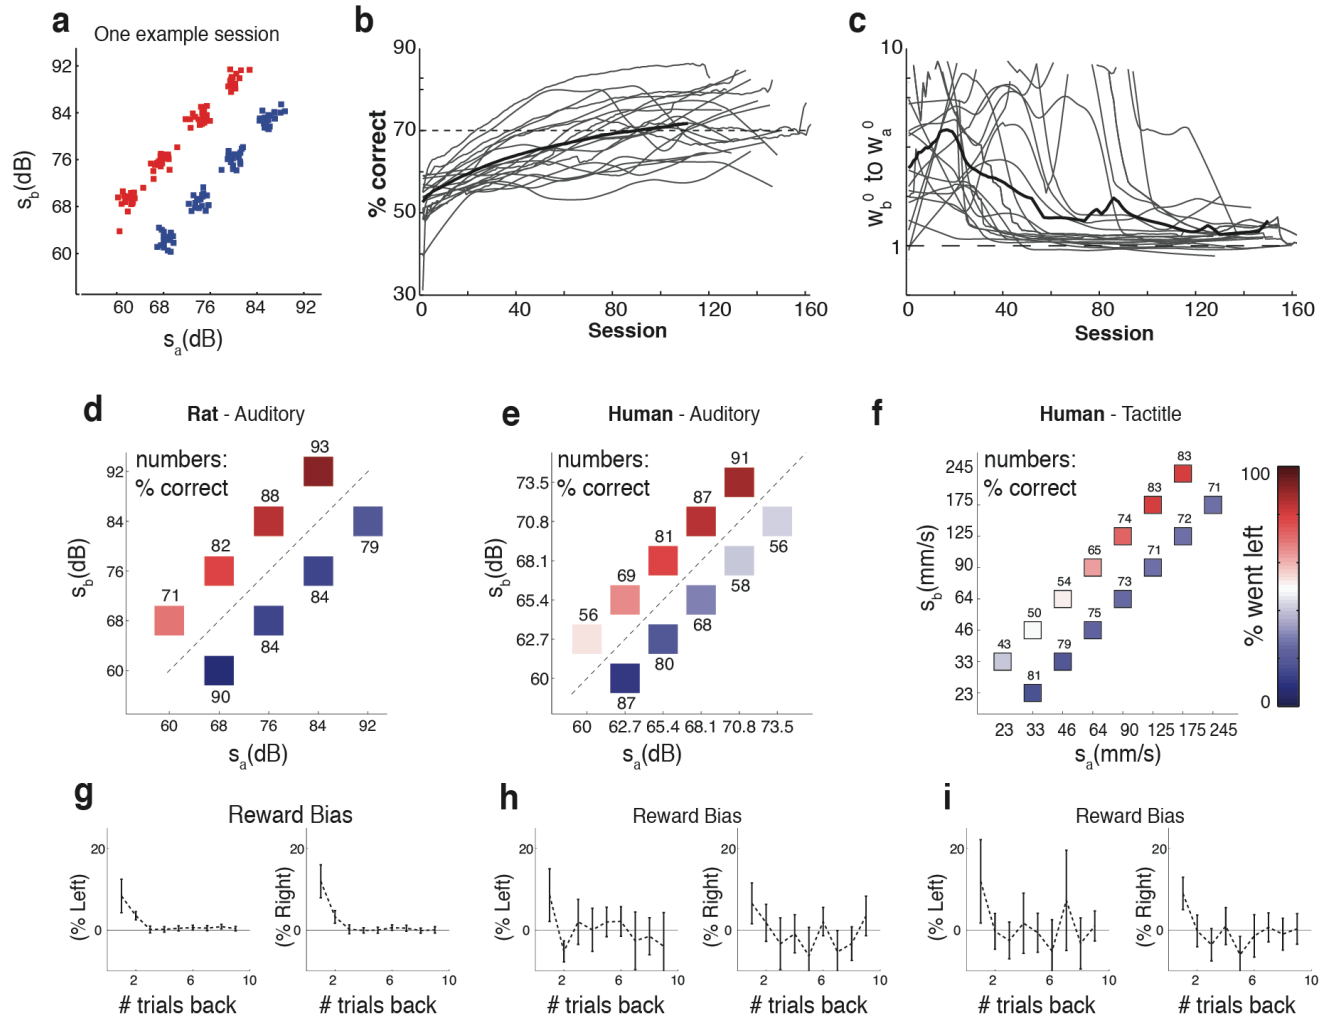 a
One example session
92
84
76
68
60
s_b(dB)
60 68 76 84 92
s_a(dB)
b
90
70
50
30
% correct
0 40 80 120 160
Session
c
10
1
w_b^0 to w_a^0
0 40 80 120 160
Session
d
Rat - Auditory
numbers:
% correct
92
84
76
68
60
s_b(dB)
93
88
82
71
79
84
84
90
60 68 76 84 92
s_a(dB)
e
Human - Auditory
numbers:
% correct
73.5
70.8
68.1
65.4
62.7
60
s_b(dB)
91
87
81
69
56
56
58
68
80
87
60 62.7 65.4 68.1 70.8 73.5
s_a(dB)
f
Human - Tactitle
numbers:
% correct
245
175
125
90
64
46
33
23
s_b(mm/s)
83
83
74
65
54
50
43
71
72
71
73
75
79
81
23 33 46 64 90 125 175 245
s_a(mm/s)
100
0
% went left
g
Reward Bias
20
0
(% Left)
2 6 10
# trials back
20
0
(% Right)
2 6 10
# trials back
h
Reward Bias
20
0
(% Left)
2 6 10
# trials back
20
0
(% Right)
2 6 10
# trials back
i
Reward Bias
20
0
(% Left)
2 6 10
# trials back
20
0
(% Right)
2 6 10
# trials back